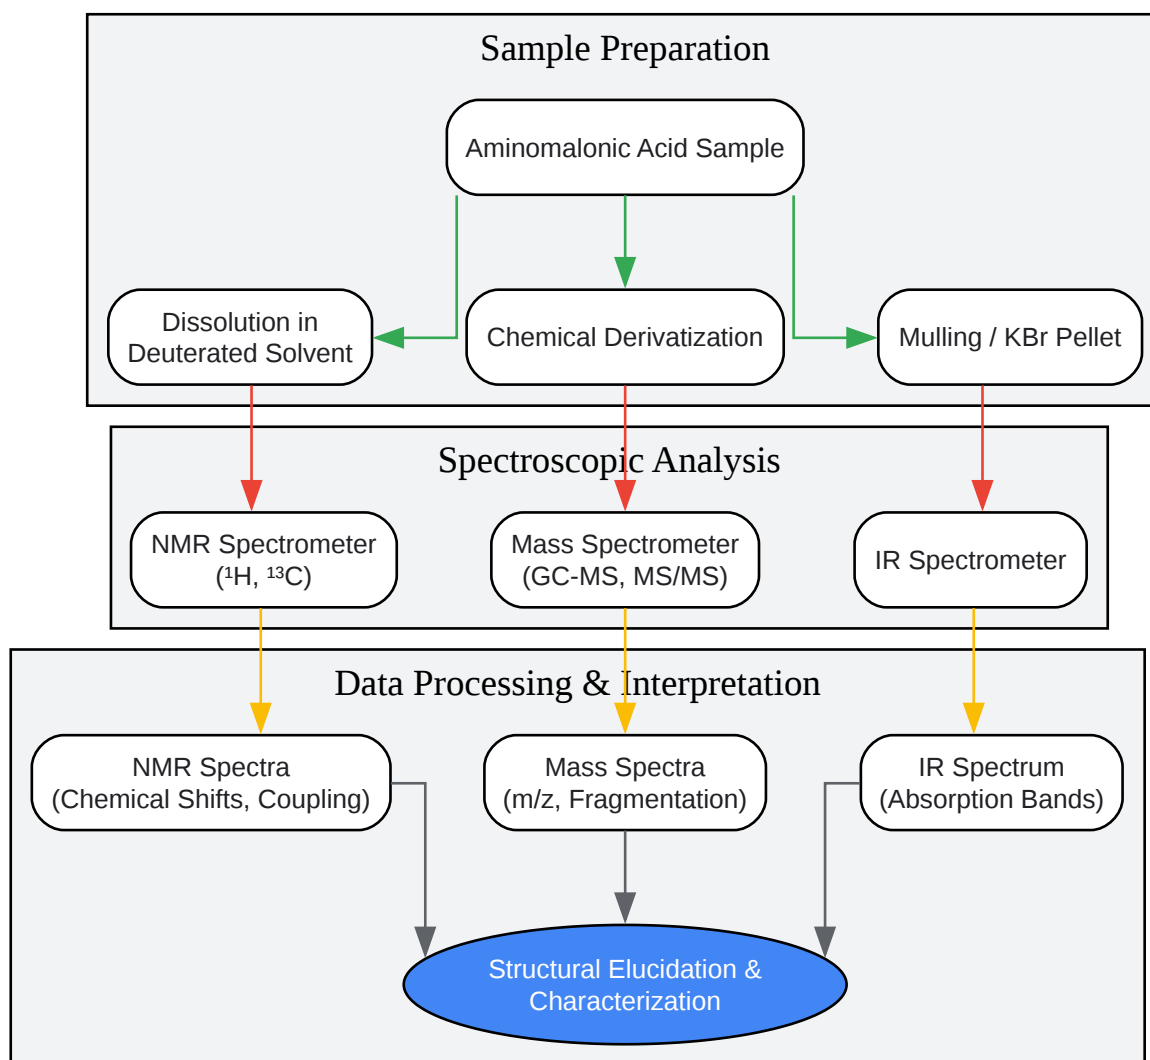 Sample Preparation
Aminomalonic Acid Sample
Dissolution in
Deuterated Solvent
Chemical Derivatization
Mulling / KBr Pellet
Spectroscopic Analysis
NMR Spectrometer
(¹H, ¹³C)
Mass Spectrometer
(GC-MS, MS/MS)
IR Spectrometer
Data Processing & Interpretation
NMR Spectra
(Chemical Shifts, Coupling)
Mass Spectra
(m/z, Fragmentation)
IR Spectrum
(Absorption Bands)
Structural Elucidation &
Characterization